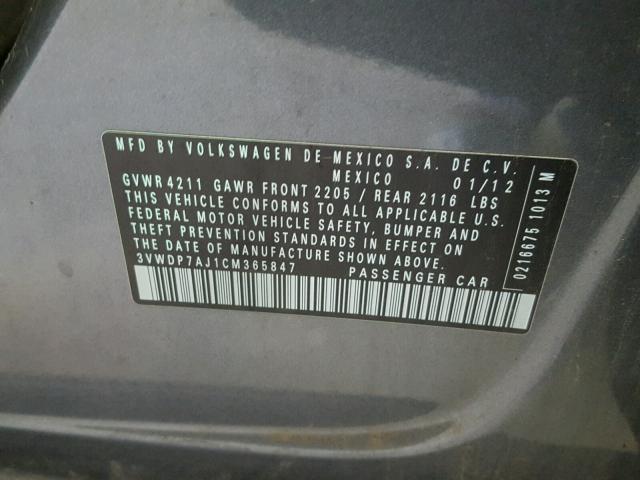 MFD BY VOLKSWAGEN DE MEXICO S.A. DE C.V.
MEXICO 01/12
GVWR 4211 GAWR FRONT 2205 / REAR 2116 LBS
THIS VEHICLE CONFORMS TO ALL APPLICABLE U.S.
FEDERAL MOTOR VEHICLE SAFETY, BUMPER AND
THEFT PREVENTION STANDARDS IN EFFECT ON
THE DATE OF MANUFACTURE SHOWN ABOVE.
3VWDP7AJ1CM365847 PASSENGER CAR
0216675 1013 M